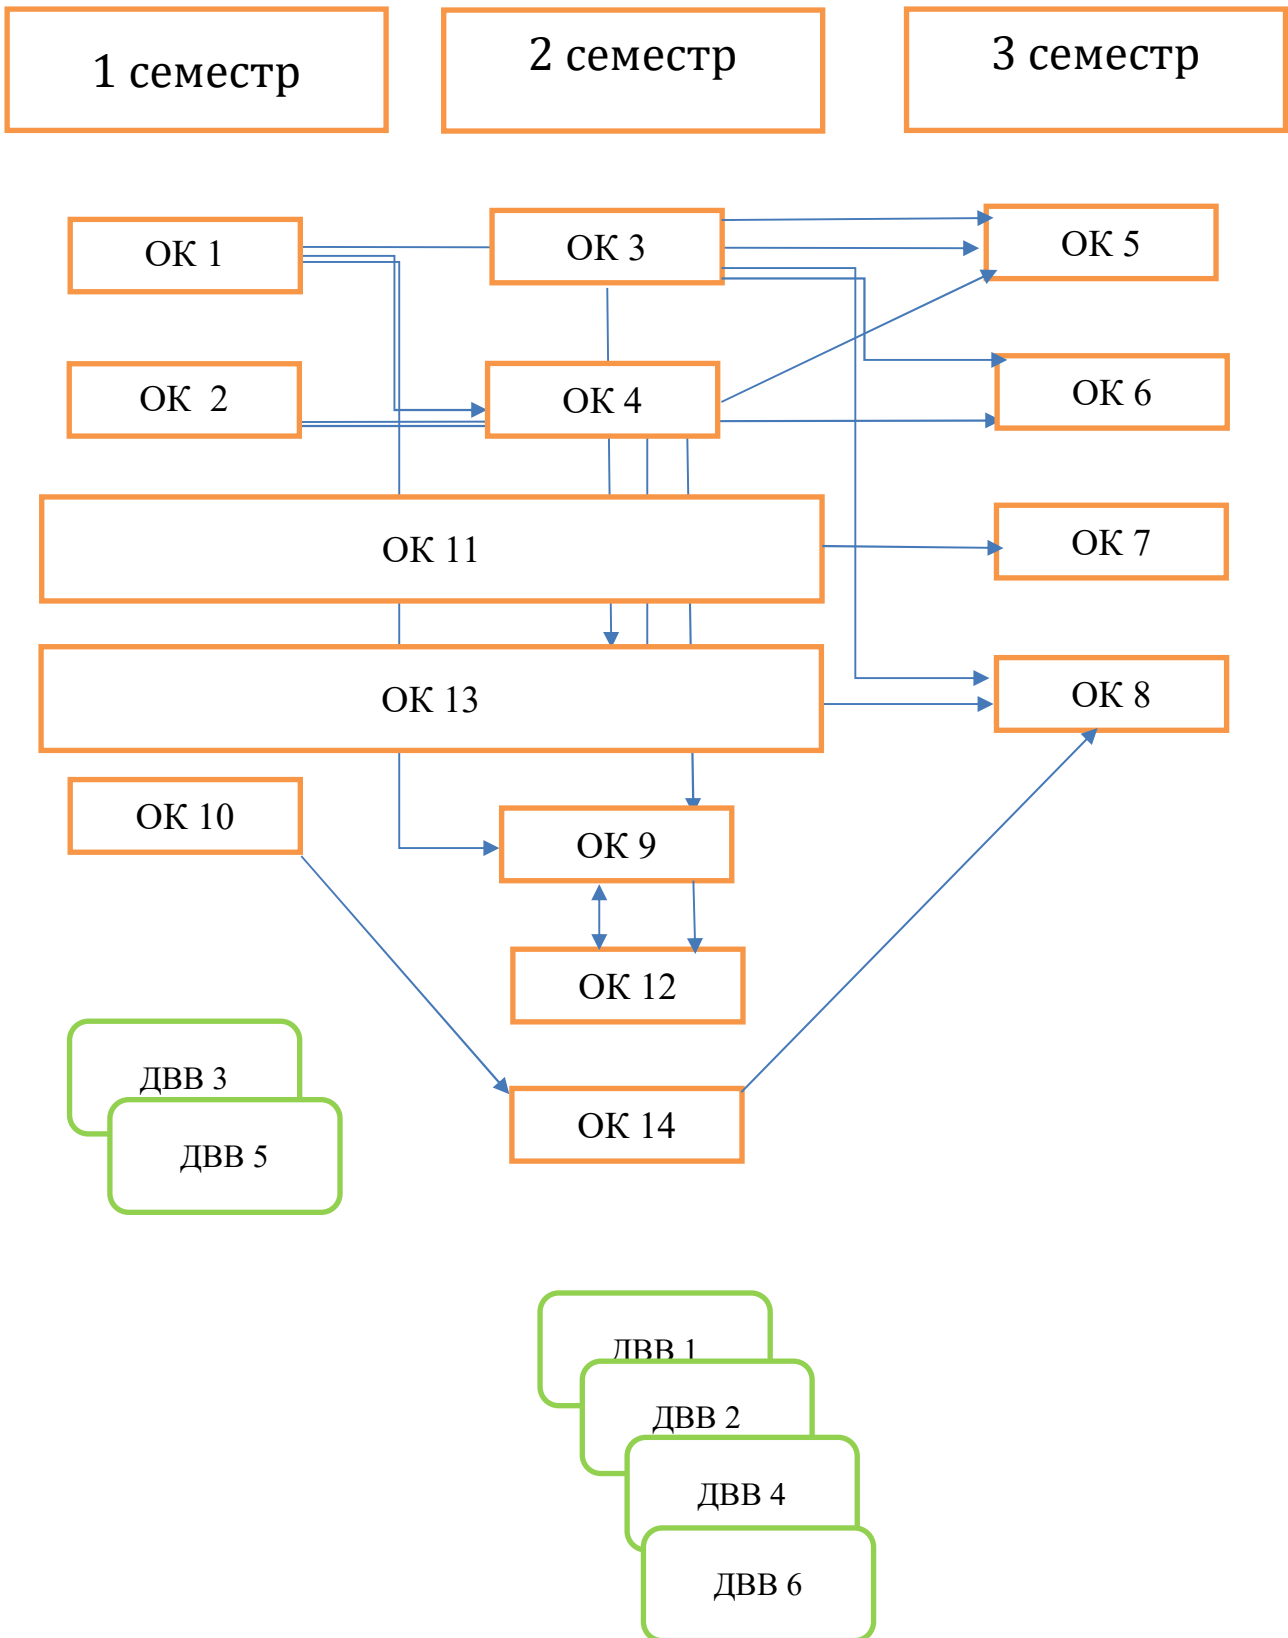 1 семестр
2 семестр
3 семестр
ОК 1
ОК 3
ОК 5
ОК 2
ОК 4
ОК 6
ОК 11
ОК 7
ОК 13
ОК 8
ОК 10
ОК 9
ОК 12
ДВВ 3
ОК 14
ДВВ 5
ДВВ 1
ДВВ 2
ДВВ 4
ДВВ 6